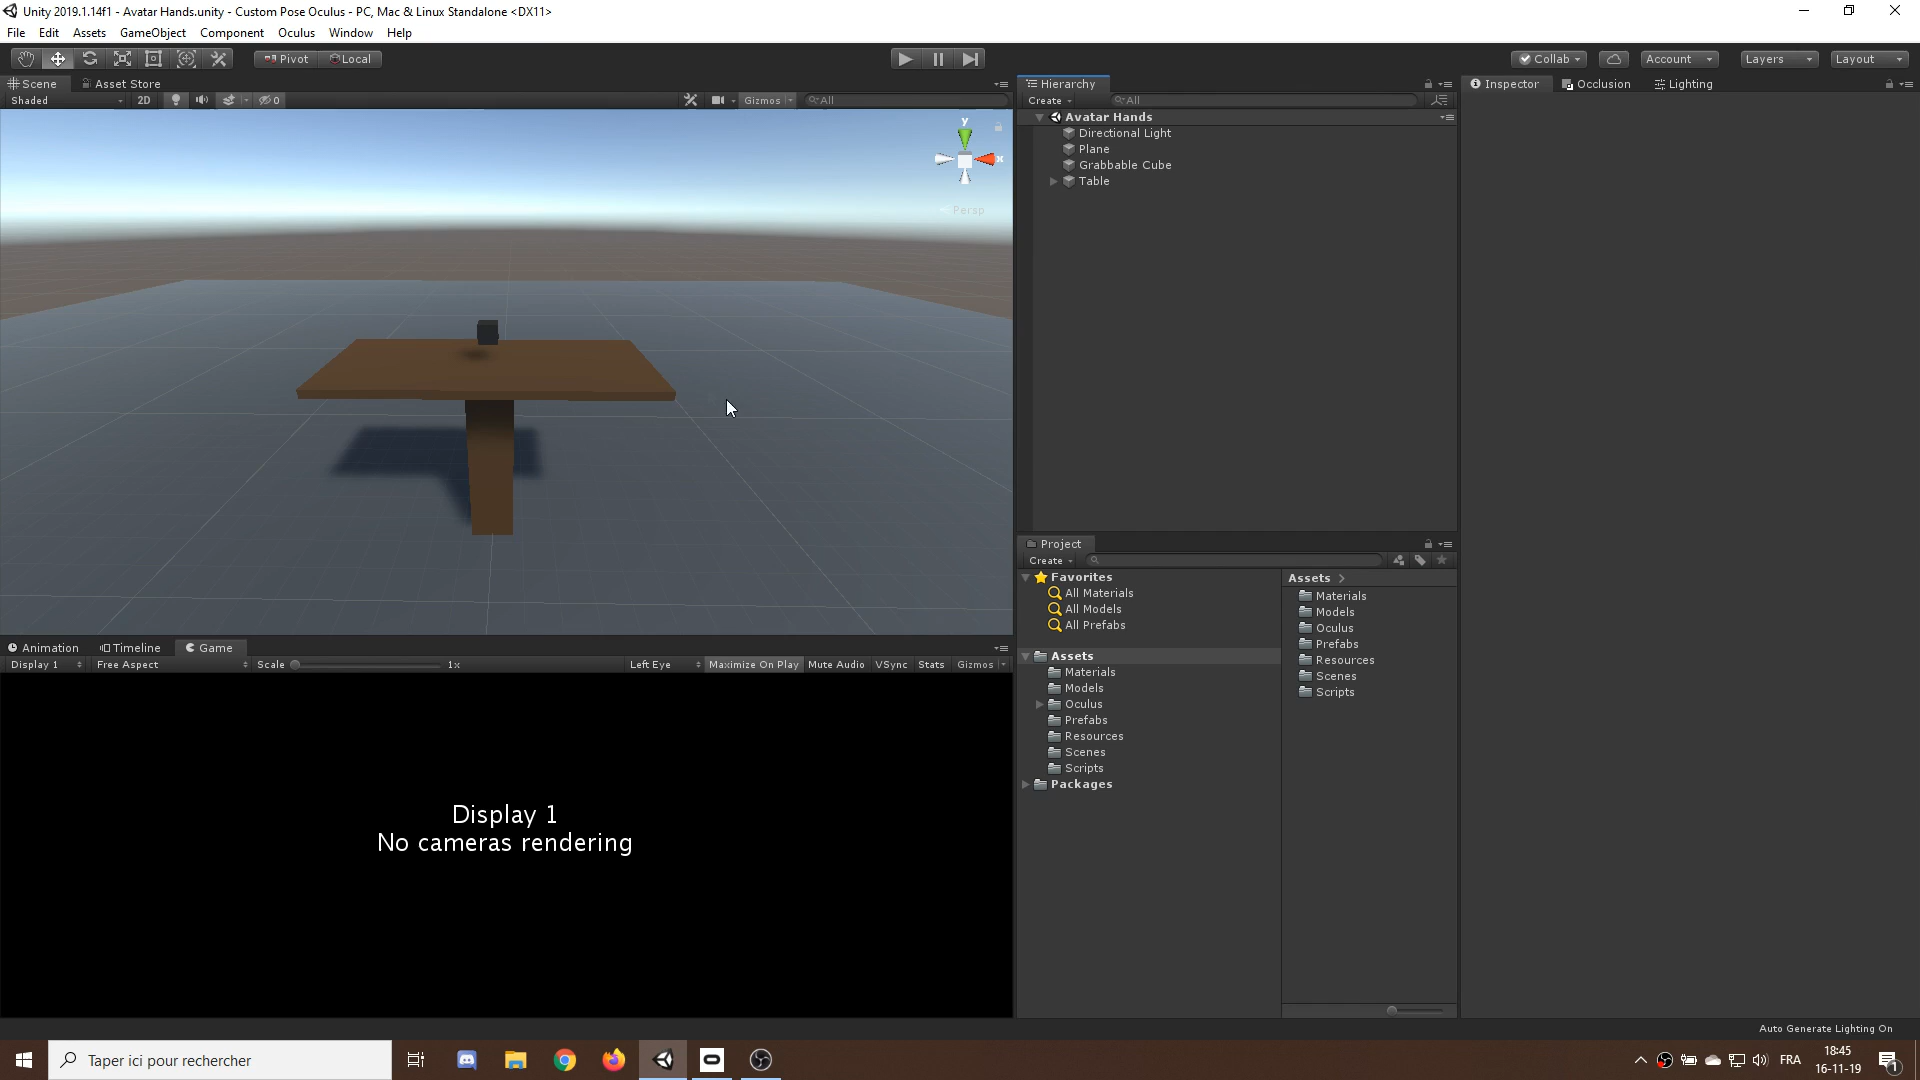 Unity 2019.1.14f1 - Avatar Hands.unity - Custom Pose Oculus - PC, Mac & Linux Standalone <DX11>
File Edit Assets GameObject Component Oculus Window Help
Pivot Local
Collab Account Layers Layout
Scene Asset Store
Shaded 2D 0 Gizmos All
y
x
Persp
Hierarchy
Create All
Avatar Hands
Directional Light
Plane
Grabbable Cube
Table
Inspector Occlusion Lighting
Project
Create
Favorites
All Materials
All Models
All Prefabs
Assets
Materials
Models
Oculus
Prefabs
Resources
Scenes
Scripts
Packages
Assets
Materials
Models
Oculus
Prefabs
Resources
Scenes
Scripts
Animation Timeline Game
Display 1 Free Aspect Scale 1x Left Eye Maximize On Play Mute Audio VSync Stats Gizmos
Display 1
No cameras rendering
Auto Generate Lighting On
Taper ici pour rechercher
FRA
18:45
16-11-19
1